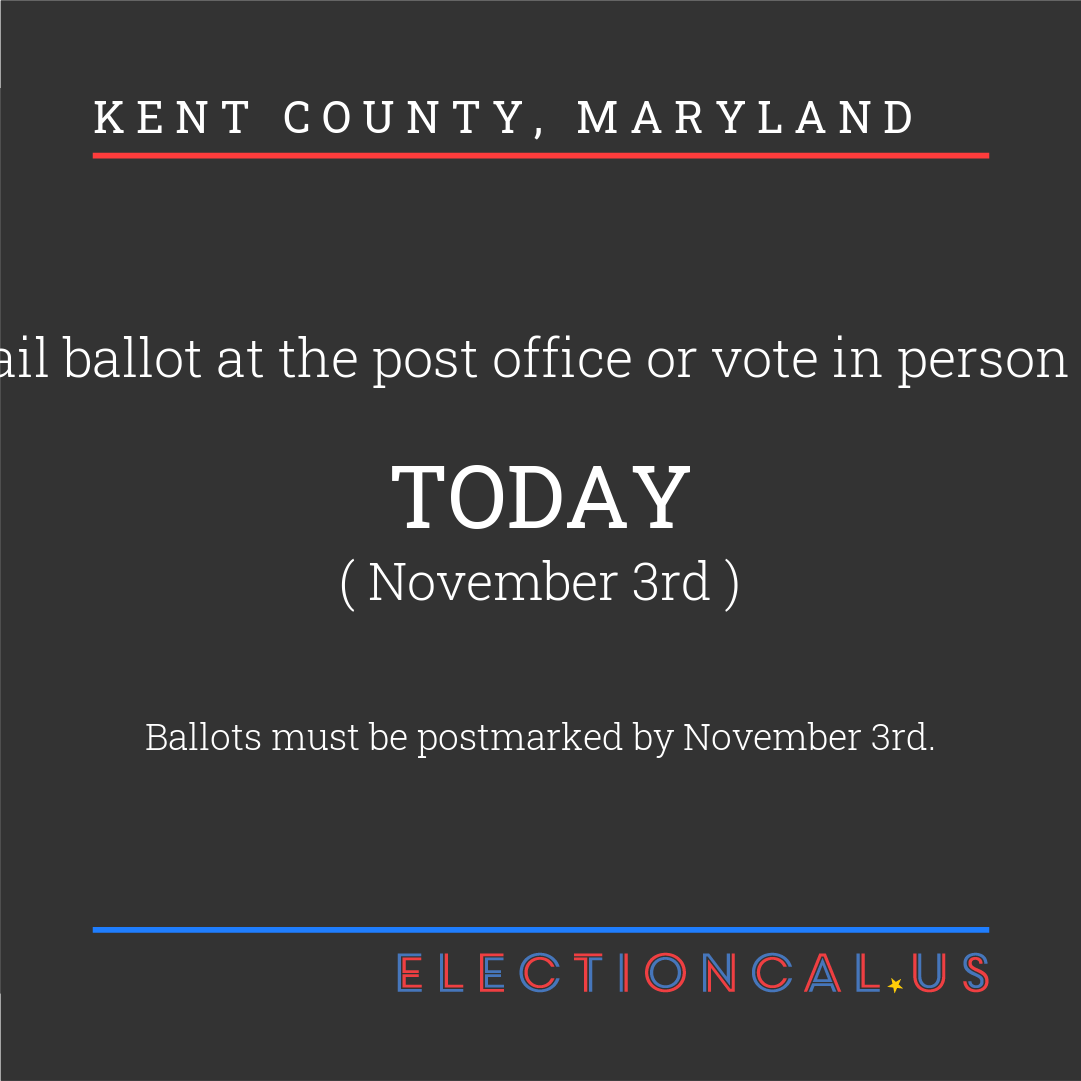 KENT COUNTY, MARYLAND
ail ballot at the post office or vote in person
TODAY
( November 3rd )
Ballots must be postmarked by November 3rd.
ELECTIONCAL.US